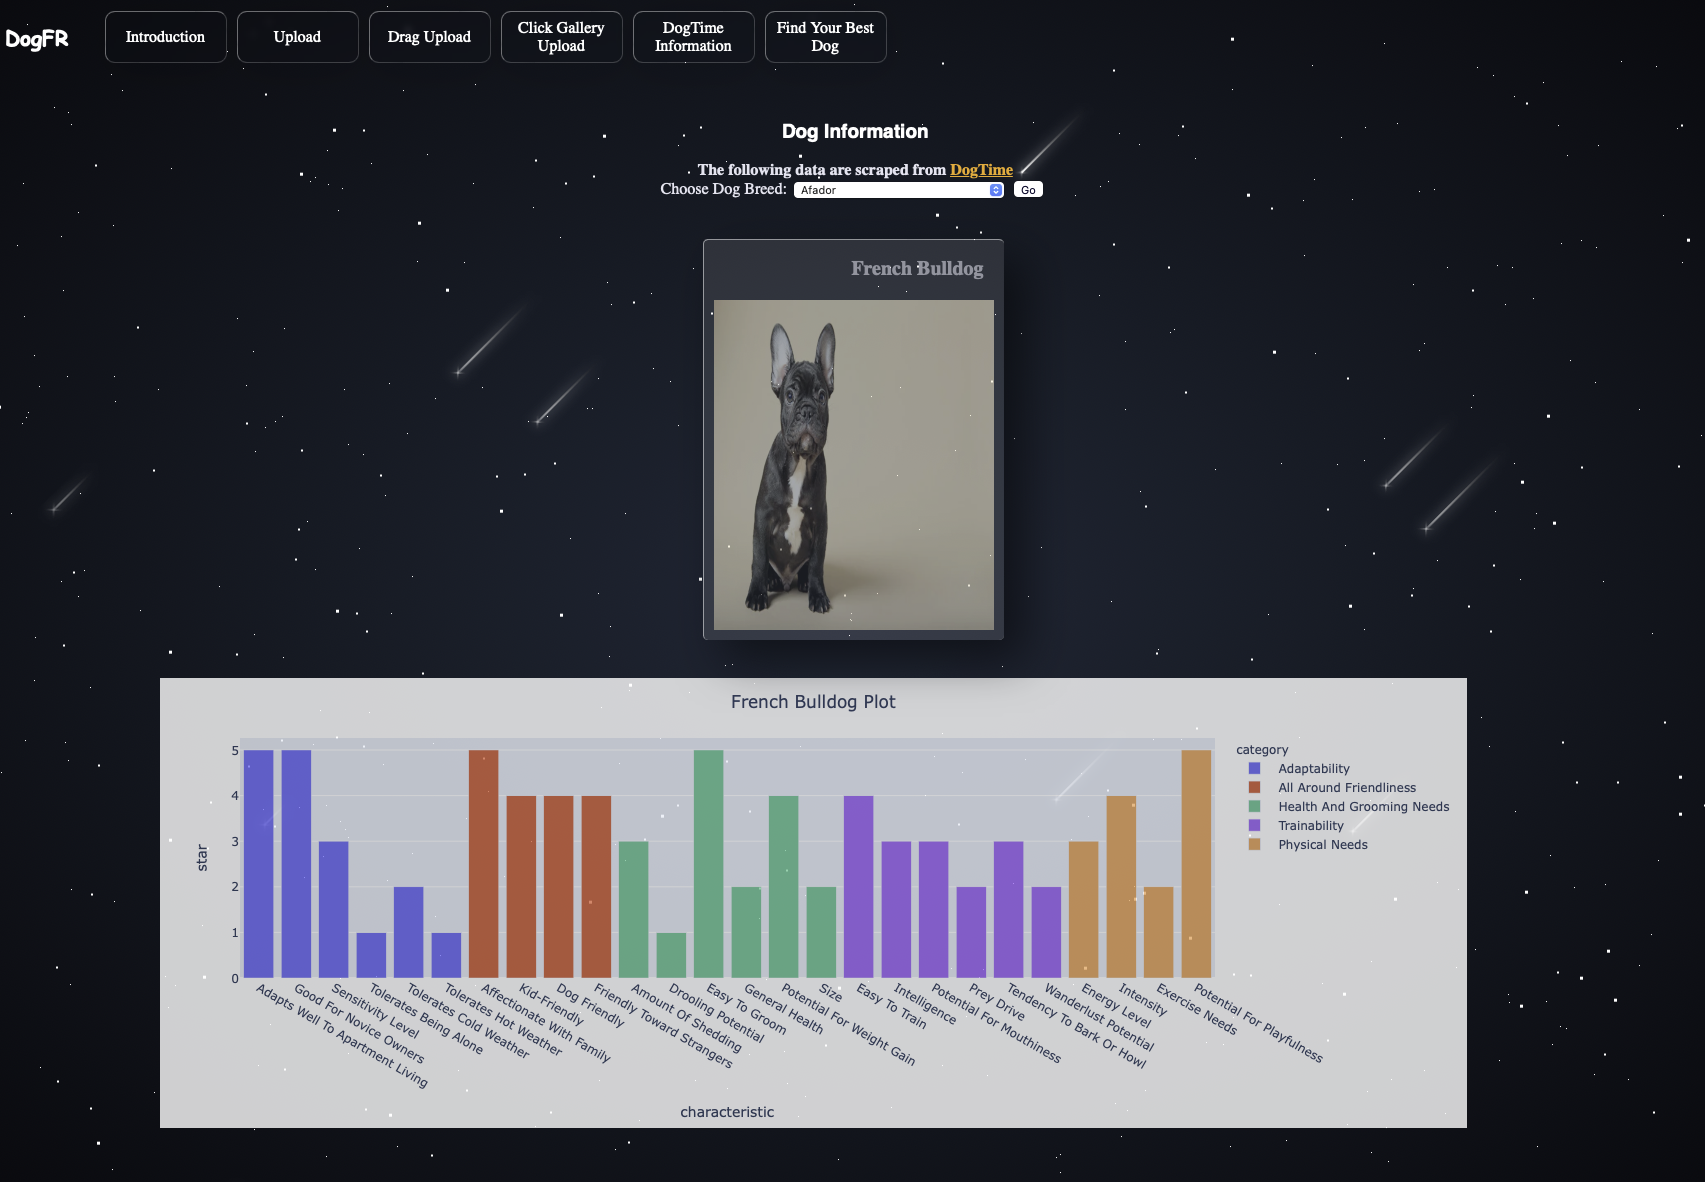 DogFR
Introduction
Upload
Drag Upload
Click Gallery
Upload
DogTime
Information
Find Your Best
Dog
Dog Information
The following data are scraped from DogTime
Choose Dog Breed: Afador Go
French Bulldog
French Bulldog Plot
5
4
3
2
1
0
star
Adapts Well To Apartment Living
Good For Novice Owners
Sensitivity Level
Tolerates Being Alone
Tolerates Cold Weather
Tolerates Hot Weather
Affectionate With Family
Kid-Friendly
Dog Friendly
Friendly Toward Strangers
Amount Of Shedding
Drooling Potential
Easy To Groom
General Health
Potential For Weight Gain
Size
Easy To Train
Intelligence
Potential For Mouthiness
Prey Drive
Tendency To Bark Or Howl
Wanderlust Potential
Energy Level
Intensity
Exercise Needs
Potential For Playfulness
characteristic
category
Adaptability
All Around Friendliness
Health And Grooming Needs
Trainability
Physical Needs